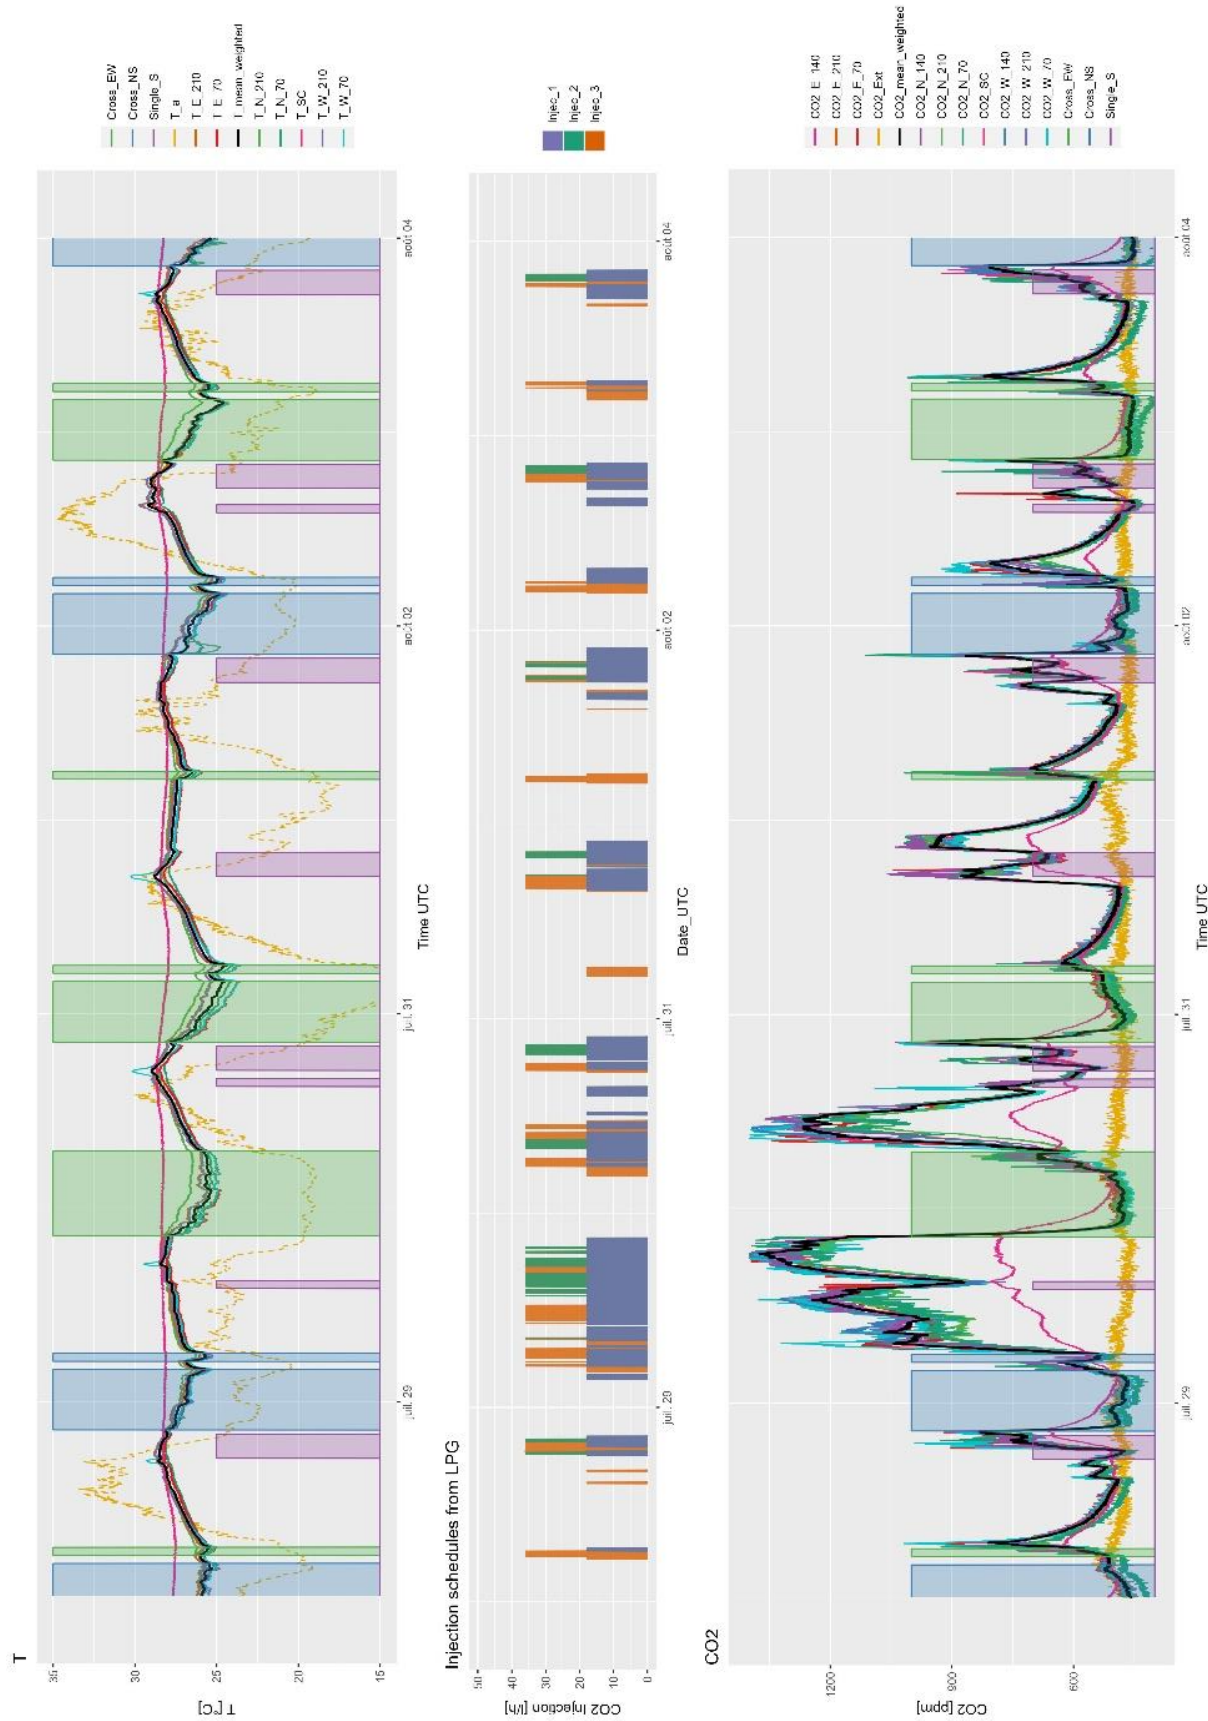 T
35
30
25
20
15
T [°C]
juil. 29
juil. 31
août 02
août 04
Time UTC
Cross_EW
Cross_NS
Single_S
T_a
T_E_210
T_E_70
T_mean_weighted
T_N_210
T_N_70
T_SC
T_W_210
T_W_70
Injection schedules from LPG
50
40
30
20
10
0
CO2 Injection [l/h]
juil. 29
juil. 31
août 02
août 04
Date_UTC
Injec_1
Injec_2
Injec_3
CO2
1200
900
600
CO2 [ppm]
juil. 29
juil. 31
août 02
août 04
Time UTC
CO2_E_140
CO2_E_210
CO2_E_70
CO2_Ext
CO2_mean_weighted
CO2_N_140
CO2_N_210
CO2_N_70
CO2_SC
CO2_W_140
CO2_W_210
CO2_W_70
Cross_EW
Cross_NS
Single_S